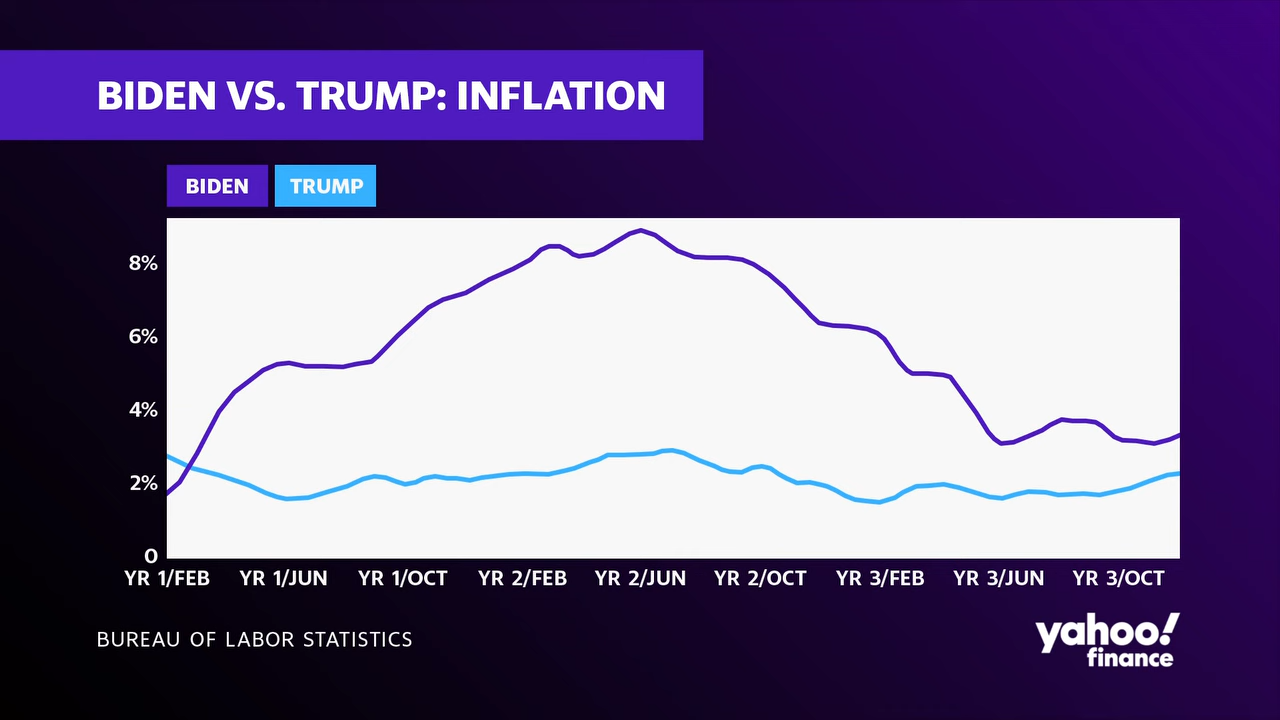 BIDEN VS. TRUMP: INFLATION
BIDEN TRUMP
8%
6%
4%
2%
0
YR 1/FEB YR 1/JUN YR 1/OCT YR 2/FEB YR 2/JUN YR 2/OCT YR 3/FEB YR 3/JUN YR 3/OCT
BUREAU OF LABOR STATISTICS
yahoo!
finance